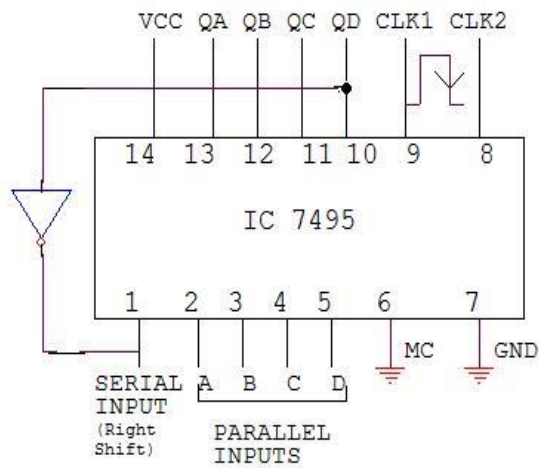 VCC QA QB QC QD CLK1 CLK2
14 13 12 11 10 9 8
IC 7495
1 2 3 4 5 6 7
MC GND
SERIAL A B C D
INPUT
(Right
Shift)
PARALLEL
INPUTS